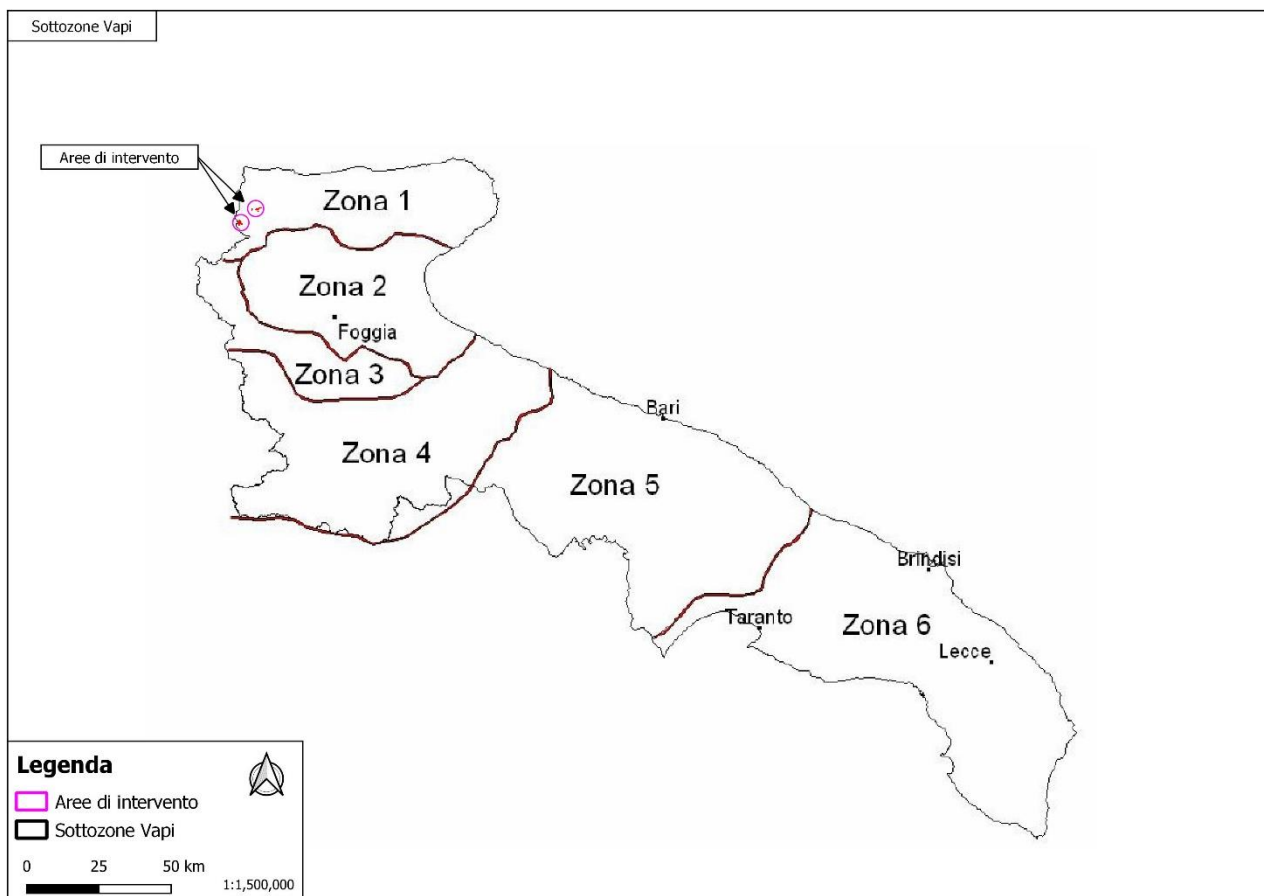 Sottozone Vapi
Aree di intervento
Zona 1
Zona 2
Foggia
Zona 3
Bari
Zona 4
Zona 5
Brindisi
Taranto
Zona 6
Lecce
Legenda
Aree di intervento
Sottozone Vapi
0 25 50 km
1:1,500,000